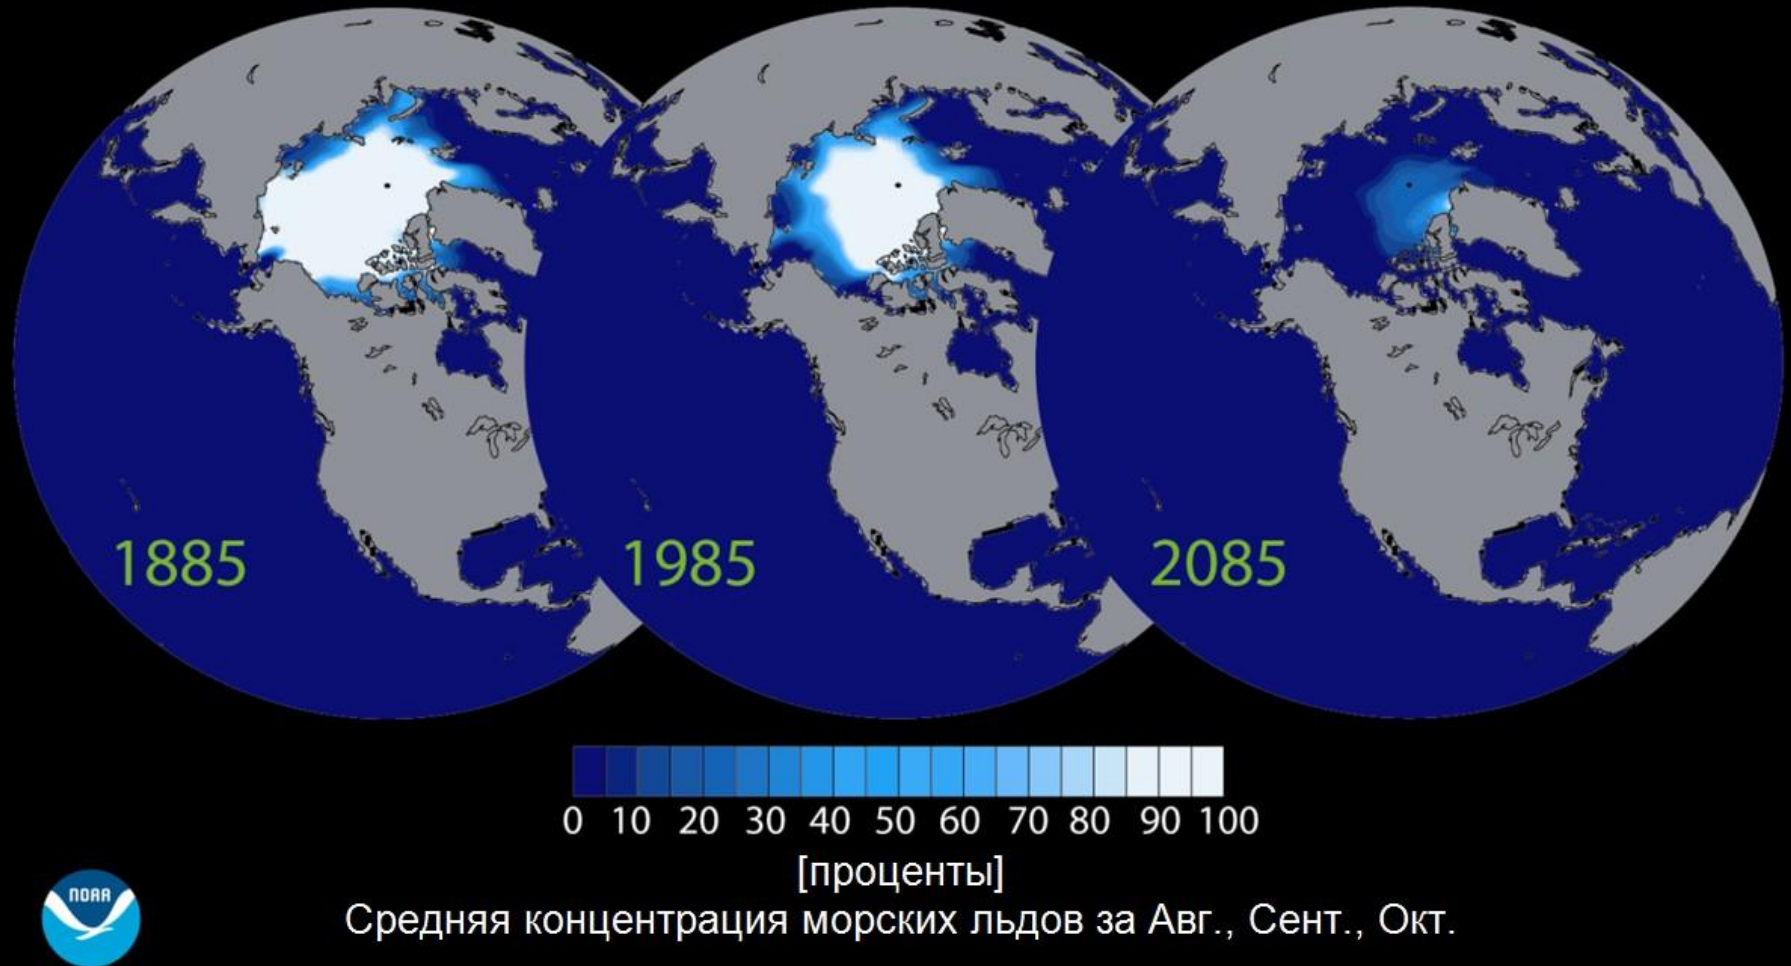 1885 1985 2085
0 10 20 30 40 50 60 70 80 90 100
[проценты]
NOAA
Средняя концентрация морских льдов за Авг., Сент., Окт.